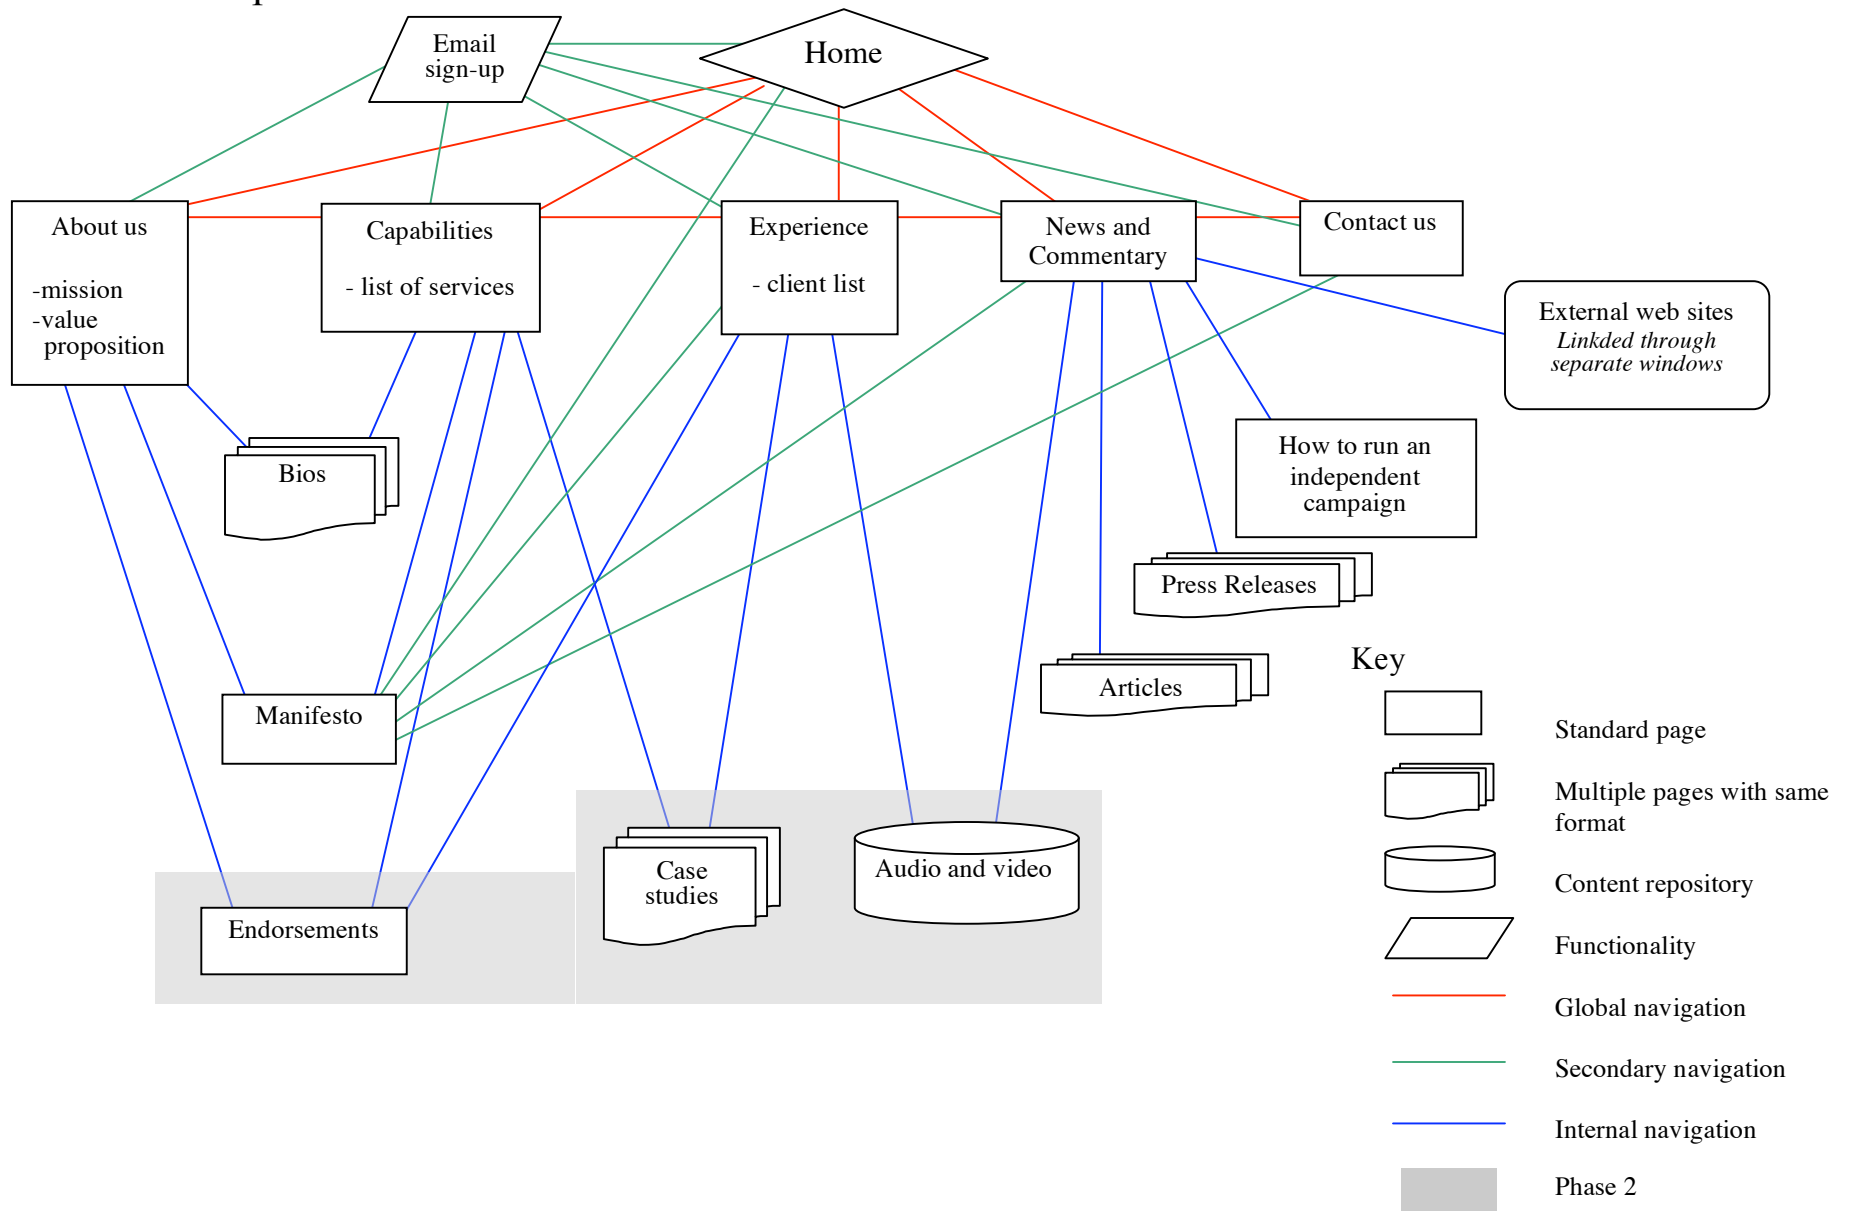 Email
sign-up
Home
About us
-mission
-value
proposition
Capabilities
- list of services
Experience
- client list
News and
Commentary
Contact us
External web sites
Linkded through
separate windows
How to run an
independent
campaign
Bios
Press Releases
Articles
Manifesto
Case
studies
Audio and video
Endorsements
Key
Standard page
Multiple pages with same
format
Content repository
Functionality
Global navigation
Secondary navigation
Internal navigation
Phase 2